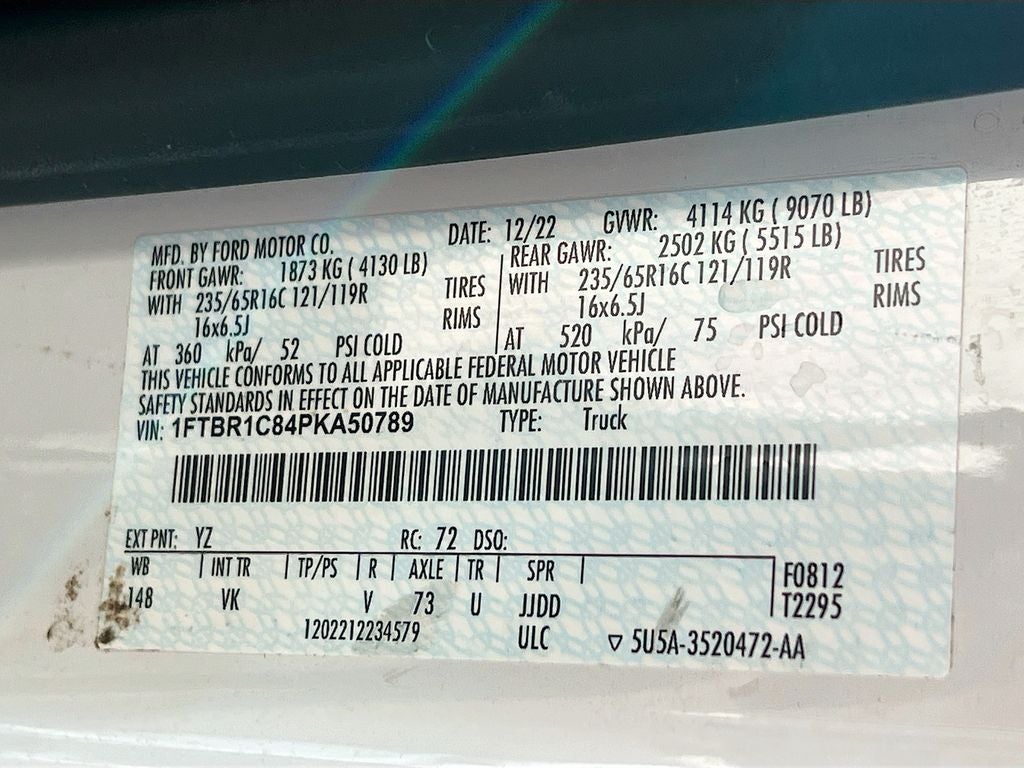 MFD. BY FORD MOTOR CO. DATE: 12/22 GVWR: 4114 KG ( 9070 LB)
FRONT GAWR: 1873 KG ( 4130 LB) REAR GAWR: 2502 KG ( 5515 LB)
WITH 235/65R16C 121/119R TIRES WITH 235/65R16C 121/119R TIRES
16x6.5J RIMS 16x6.5J RIMS
AT 360 kPa/ 52 PSI COLD AT 520 kPa/ 75 PSI COLD
THIS VEHICLE CONFORMS TO ALL APPLICABLE FEDERAL MOTOR VEHICLE
SAFETY STANDARDS IN EFFECT ON THE DATE OF MANUFACTURE SHOWN ABOVE.
VIN: 1FTBR1C84PKA50789 TYPE: Truck
EXT PNT: YZ RC: 72 DSO:
WB INT TR TP/PS R AXLE TR SPR F0812
148 VK V 73 U JJDD T2295
1202212234579 ULC ▽ 5U5A-3520472-AA